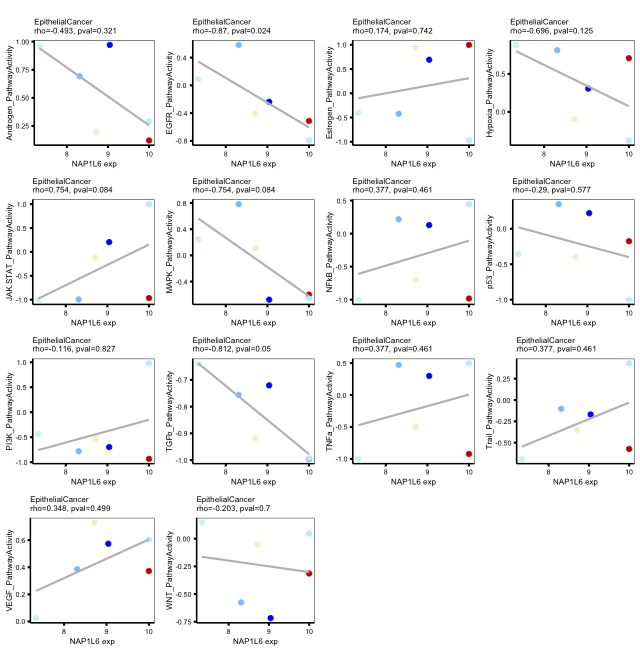 EpithelialCancer
rho=-0.493, pval=0.321
Androgen_PathwayActivity
1.00
0.75
0.50
0.25
8
9
10
NAP1L6 exp
EpithelialCancer
rho=-0.87, pval=0.024
EGFR_PathwayActivity
0.4
0.0
-0.4
-0.8
8
9
10
NAP1L6 exp
EpithelialCancer
rho=0.174, pval=0.742
Estrogen_PathwayActivity
1.0
0.5
0.0
-0.5
-1.0
8
9
10
NAP1L6 exp
EpithelialCancer
rho=-0.696, pval=0.125
Hypoxia_PathwayActivity
0.5
0.0
8
9
10
NAP1L6 exp
EpithelialCancer
rho=0.754, pval=0.084
JAK.STAT_PathwayActivity
1.0
0.5
0.0
-0.5
-1.0
8
9
10
NAP1L6 exp
EpithelialCancer
rho=-0.754, pval=0.084
MAPK_PathwayActivity
0.8
0.4
0.0
-0.4
8
9
10
NAP1L6 exp
EpithelialCancer
rho=0.377, pval=0.461
NFkB_PathwayActivity
0.5
0.0
-0.5
-1.0
8
9
10
NAP1L6 exp
EpithelialCancer
rho=-0.29, pval=0.577
p53_PathwayActivity
0.0
-0.5
-1.0
8
9
10
NAP1L6 exp
EpithelialCancer
rho=-0.116, pval=0.827
PI3K_PathwayActivity
1.0
0.5
0.0
-0.5
-1.0
8
9
10
NAP1L6 exp
EpithelialCancer
rho=-0.812, pval=0.05
TGFb_PathwayActivity
-0.7
-0.8
-0.9
-1.0
8
9
10
NAP1L6 exp
EpithelialCancer
rho=0.377, pval=0.461
TNFa_PathwayActivity
0.5
0.0
-0.5
-1.0
8
9
10
NAP1L6 exp
EpithelialCancer
rho=0.377, pval=0.461
Trail_PathwayActivity
0.25
0.00
-0.25
-0.50
8
9
10
NAP1L6 exp
EpithelialCancer
rho=0.348, pval=0.499
VEGF_PathwayActivity
0.6
0.4
0.2
0.0
8
9
10
NAP1L6 exp
EpithelialCancer
rho=-0.203, pval=0.7
WNT_PathwayActivity
0.00
-0.25
-0.50
-0.75
8
9
10
NAP1L6 exp